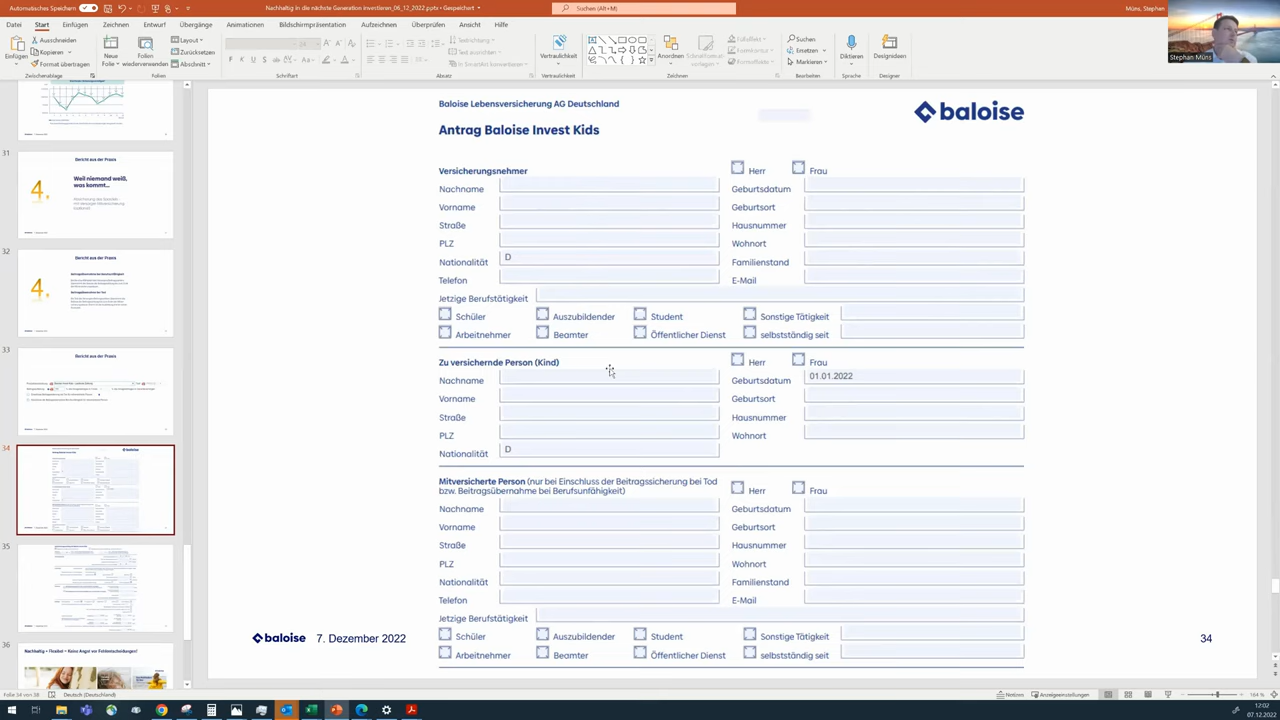 Automatisches Speichern
Nachhaltig in die nächste Generation investieren_06_12_2022.pptx • Gespeichert
Suchen (Alt+M)
Müns, Stephan
Datei Start Einfügen Zeichnen Entwurf Übergänge Animationen Bildschirmpräsentation Aufzeichnen Überprüfen Ansicht Hilfe
Einfügen
Ausschneiden
Kopieren
Format übertragen
Zwischenablage
Neue Folie
Folien wiederverwenden
Layout
Zurücksetzen
Abschnitt
Folien
Schriftart
Textrichtung
Text ausrichten
Absatz
Vertraulichkeit
Vertraulichkeit
Anordnen
Zeichnung
Suchen
Ersetzen
Markieren
Bearbeiten
Diktieren
Sprache
Designideen
Designer
Stephan Müns
31
Bericht aus der Praxis
4.
Weil niemand weiß,
was kommt…
32
Bericht aus der Praxis
4.
33
Bericht aus der Praxis
34
35
36
Nachhaltig + Flexibel = Keine Angst vor Fehlentscheidungen!
Baloise Lebensversicherung AG Deutschland
baloise
Antrag Baloise Invest Kids
Versicherungsnehmer Herr Frau
Nachname Geburtsdatum
Vorname Geburtsort
Straße Hausnummer
PLZ Wohnort
Nationalität D Familienstand
Telefon E-Mail
Jetzige Berufstätigkeit
Schüler Auszubildender Student Sonstige Tätigkeit
Arbeitnehmer Beamter Öffentlicher Dienst selbstständig seit
Zu versichernde Person (Kind) Herr Frau
Nachname Geburtsdatum 01.01.2022
Vorname Geburtsort
Straße Hausnummer
PLZ Wohnort
Nationalität D
Mitversicherte Person (nur bei Einschluss der Beitragssicherung bei Tod
bzw. Beitragsübernahme bei Berufsunfähigkeit) Herr Frau
Nachname Geburtsdatum
Vorname Geburtsort
Straße Hausnummer
PLZ Wohnort
Nationalität Familienstand
Telefon E-Mail
Jetzige Berufstätigkeit
Schüler Auszubildender Student Sonstige Tätigkeit
Arbeitnehmer Beamter Öffentlicher Dienst selbstständig seit
baloise 7. Dezember 2022 34
Folie 34 von 38 Deutsch (Deutschland) Notizen Anzeigeeinstellungen 164 %
12:02
07.12.2022